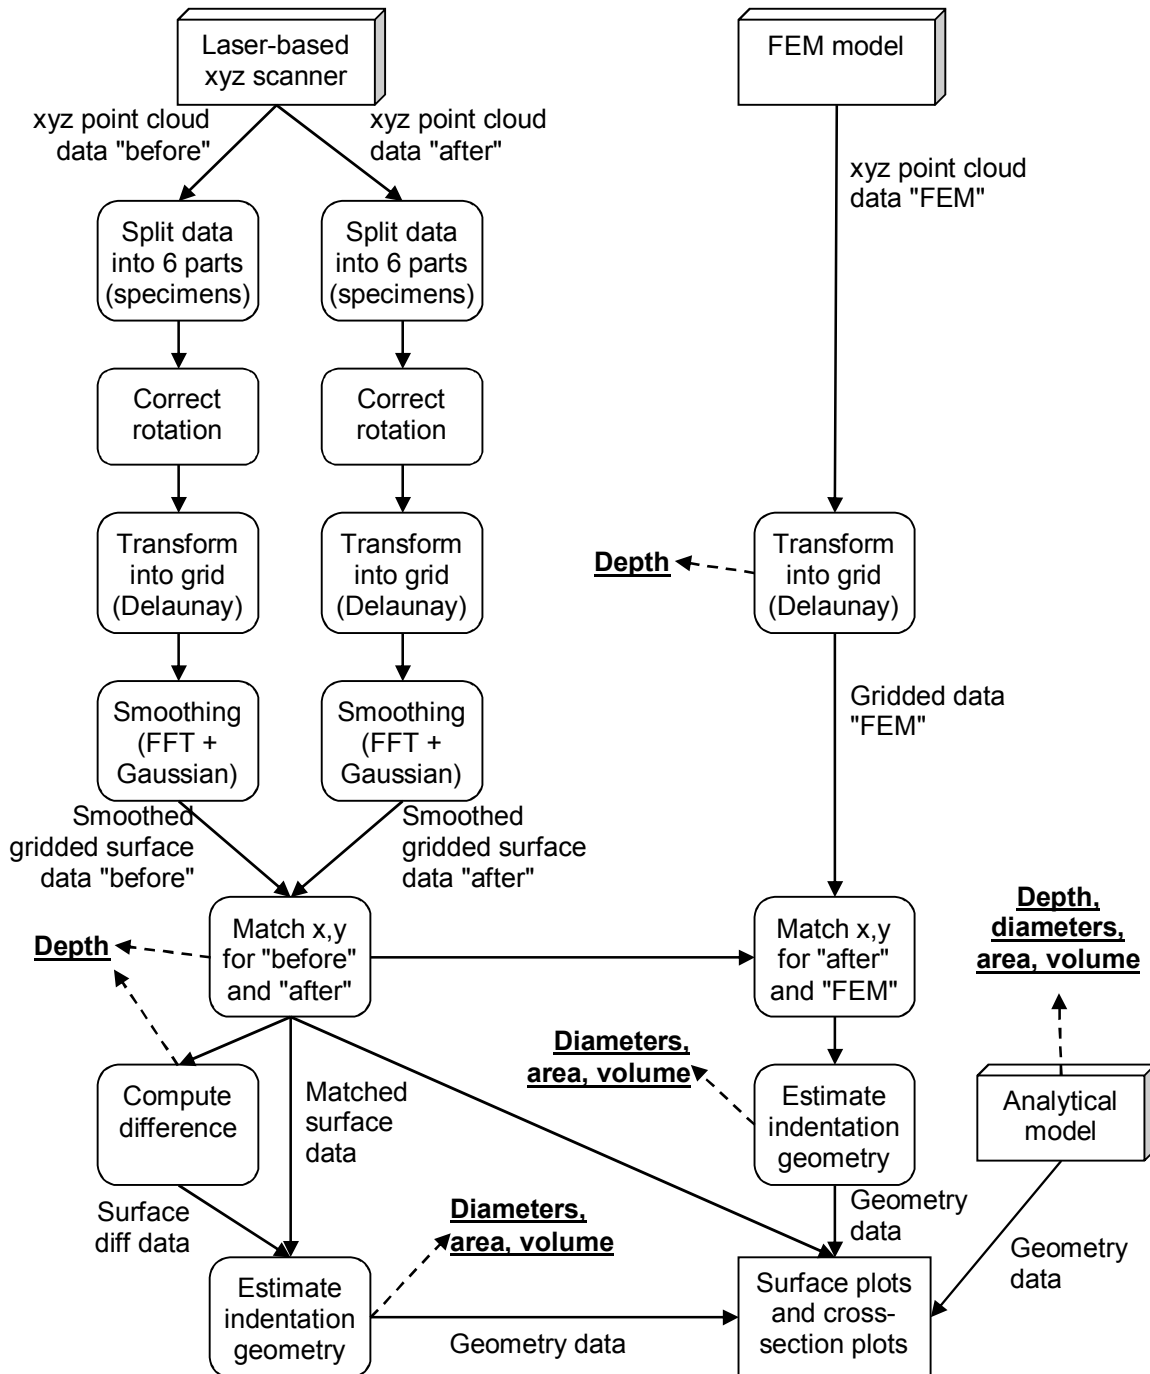 Laser-based
xyz scanner
FEM model
xyz point cloud
data "before"
xyz point cloud
data "after"
xyz point cloud
data "FEM"
Split data
into 6 parts
(specimens)
Split data
into 6 parts
(specimens)
Correct
rotation
Correct
rotation
Transform
into grid
(Delaunay)
Transform
into grid
(Delaunay)
Depth
Transform
into grid
(Delaunay)
Smoothing
(FFT +
Gaussian)
Smoothing
(FFT +
Gaussian)
Gridded data
"FEM"
Smoothed
gridded surface
data "before"
Smoothed
gridded surface
data "after"
Depth
Match x,y
for "before"
and "after"
Match x,y
for "after"
and "FEM"
Depth,
diameters,
area, volume
Compute
difference
Matched
surface
data
Diameters,
area, volume
Estimate
indentation
geometry
Analytical
model
Surface
diff data
Diameters,
area, volume
Geometry
data
Geometry
data
Estimate
indentation
geometry
Geometry data
Surface plots
and cross-
section plots